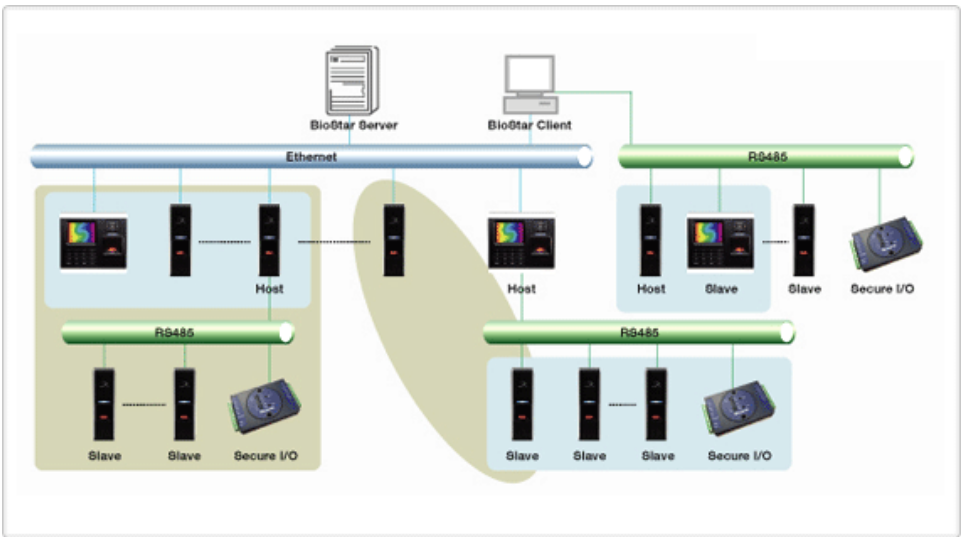 BioStar Server
BioStar Client
Ethernet
RS485
Host
Host
Host
Slave
Slave
Secure I/O
RS485
RS485
Slave
Slave
Secure I/O
Slave
Slave
Slave
Secure I/O